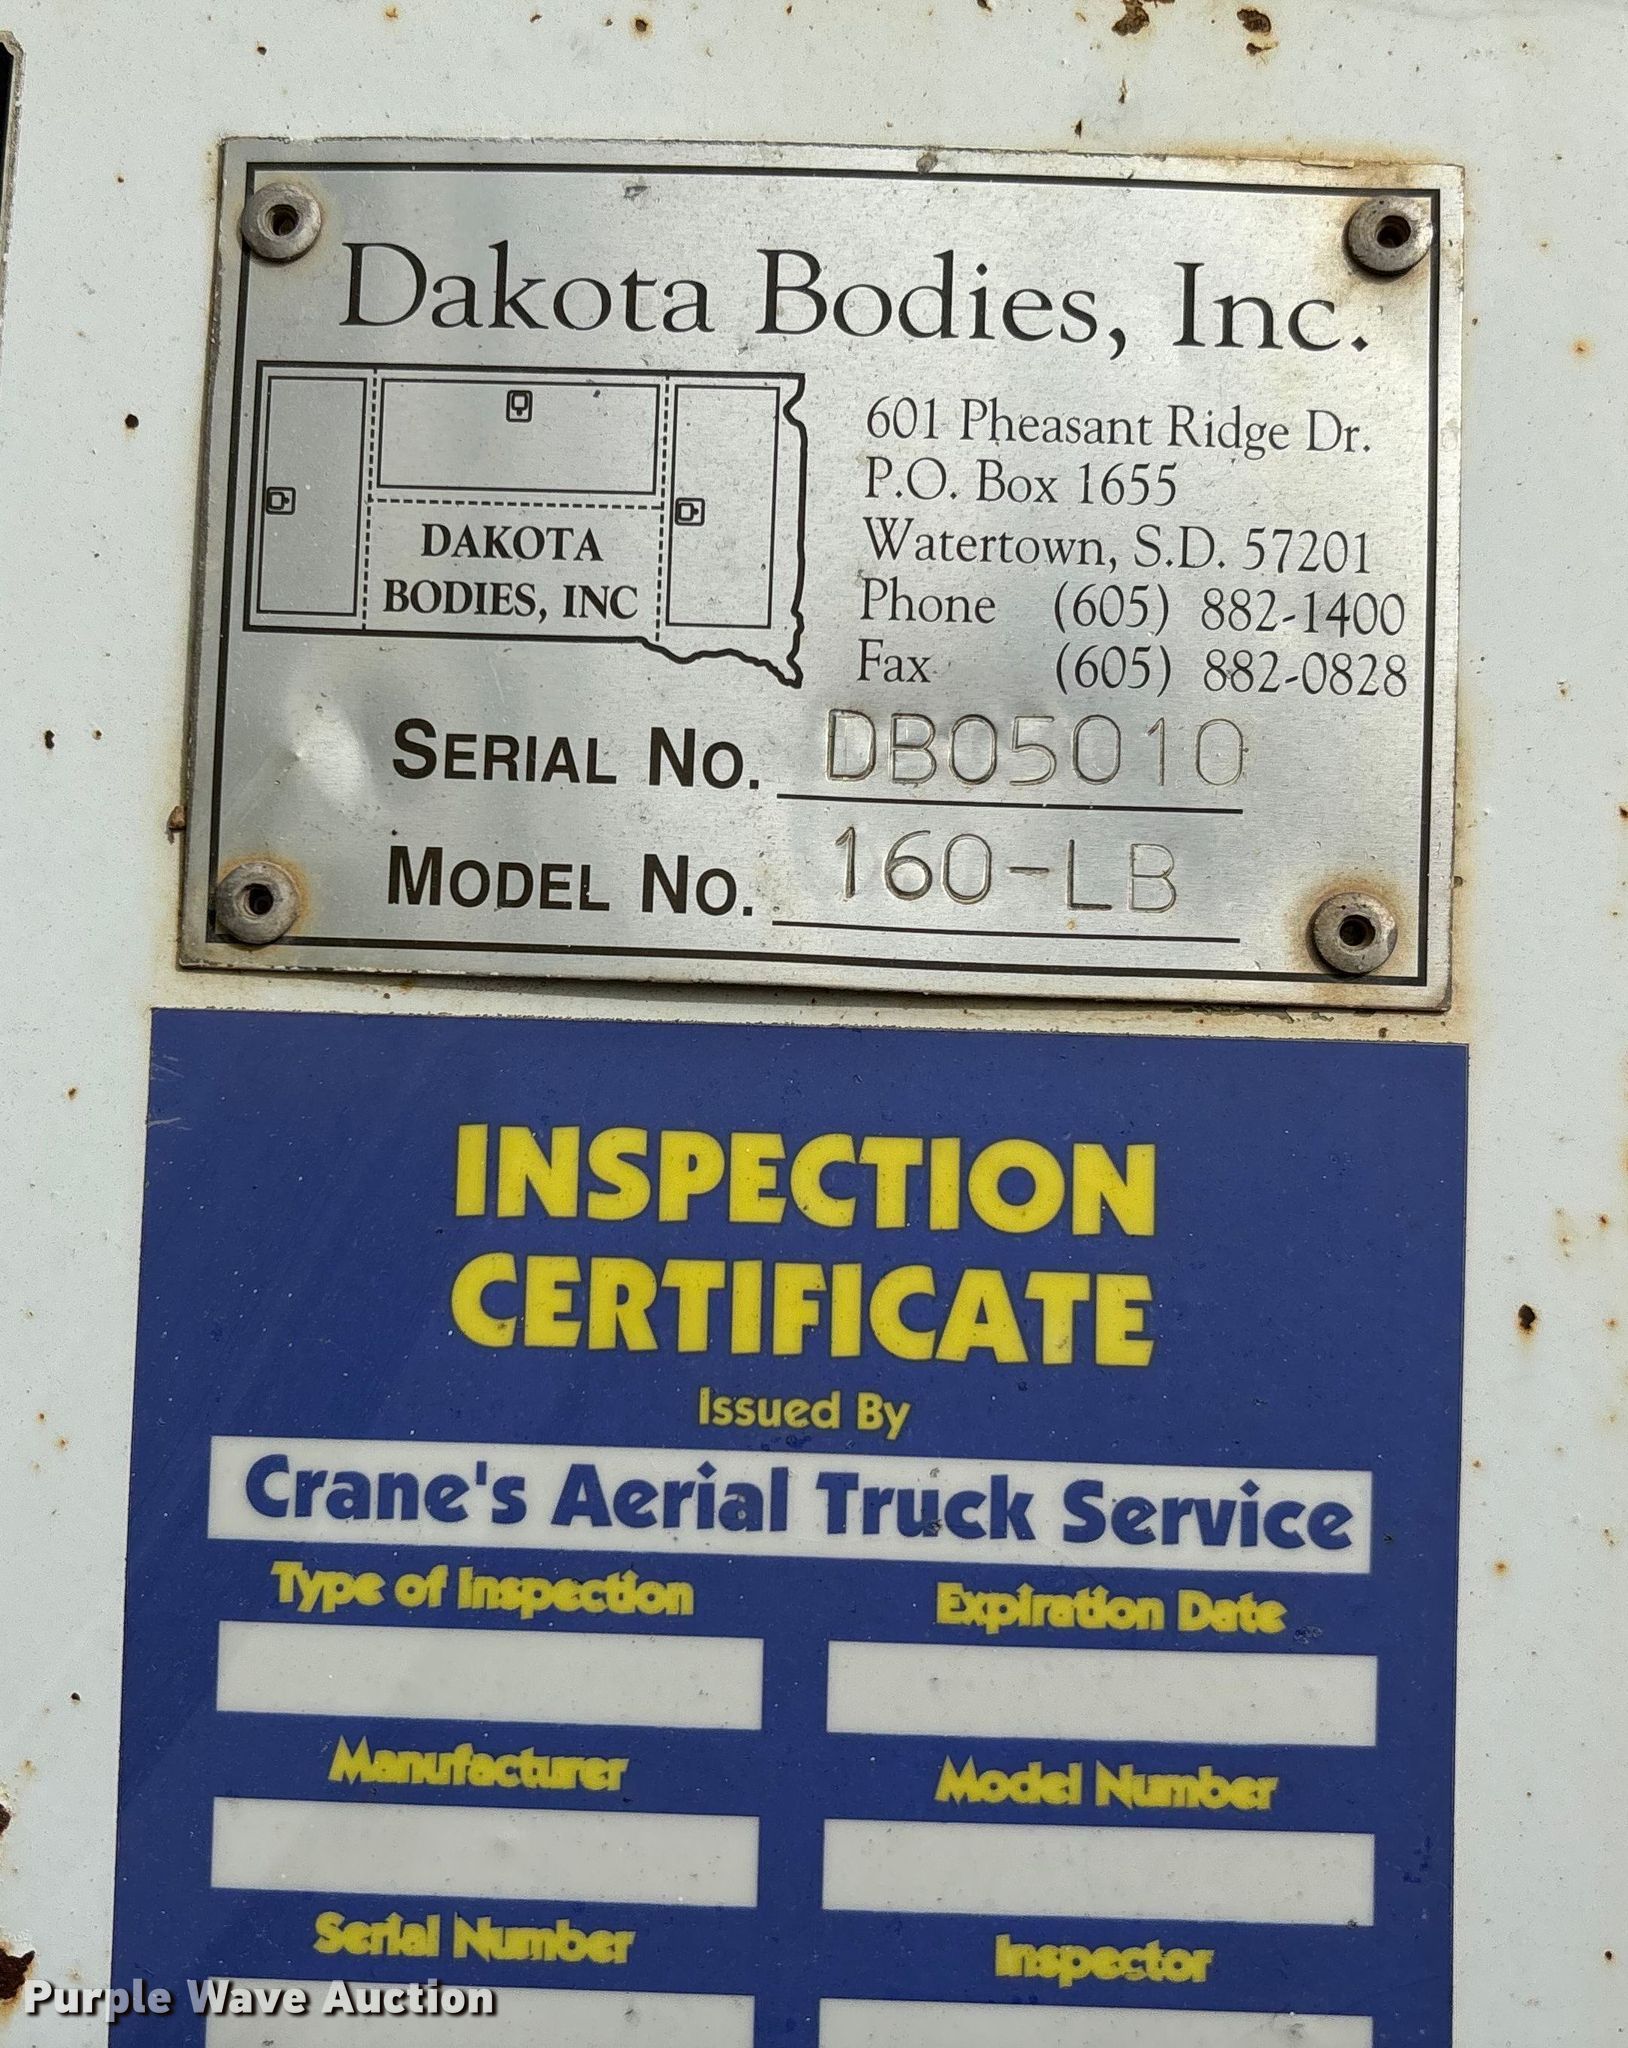 Dakota Bodies, Inc.
601 Pheasant Ridge Dr.
P.O. Box 1655
Watertown, S.D. 57201
Phone (605) 882-1400
Fax (605) 882-0828
DAKOTA
BODIES, INC
SERIAL NO. DB05010
MODEL NO. 160-LB
INSPECTION
CERTIFICATE
Issued By
Crane's Aerial Truck Service
Type of Inspection Expiration Date
Manufacturer Model Number
Serial Number Inspector
Purple Wave Auction